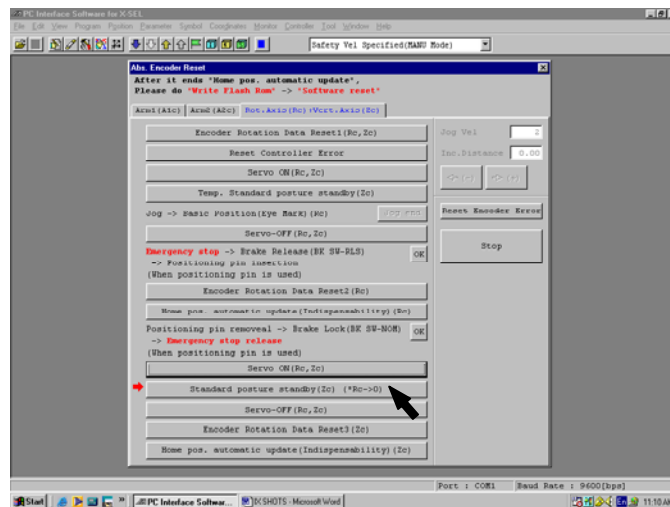 PC Interface Software for X-SEL
File Edit View Program Position Parameter Symbol Coordinates Monitor Controller Tool Window Help
Safety Vel Specified(MANU Mode)
Abs. Encoder Reset
After it ends "Home pos. automatic update",
Please do "Write Flash Rom" -> "Software reset"
Arm1(A1c) Arm2(A2c) Rot.Axis(Rc)+Vert.Axis(Zc)
Encoder Rotation Data Reset1(Rc,Zc)
Jog Vel 2
Reset Controller Error
Inc.Distance 0.00
Servo ON(Rc,Zc)
Temp. Standard posture standby(Zc)
Jog -> Basic Position(Eye Mark)(Rc) Jog end
Reset Encoder Error
Servo-OFF(Rc,Zc)
Stop
Emergency stop -> Brake Release(BK SW-RLS)
-> Positioning pin insertion
(When positioning pin is used)
OK
Encoder Rotation Data Reset2(Rc)
Home pos. automatic update(Indispensability)(Rc)
Positioning pin removeal -> Brake Lock(BK SW-NOM)
-> Emergency stop release
(When positioning pin is used)
OK
Servo ON(Rc,Zc)
Standard posture standby(Zc) (*Rc->0)
Servo-OFF(Rc,Zc)
Encoder Rotation Data Reset3(Zc)
Home pos. automatic update(Indispensability)(Zc)
Port : COM1 Baud Rate : 9600[bps]
Start PC Interface Softwar... IX SHOTS - Microsoft Word En 11:10 AM